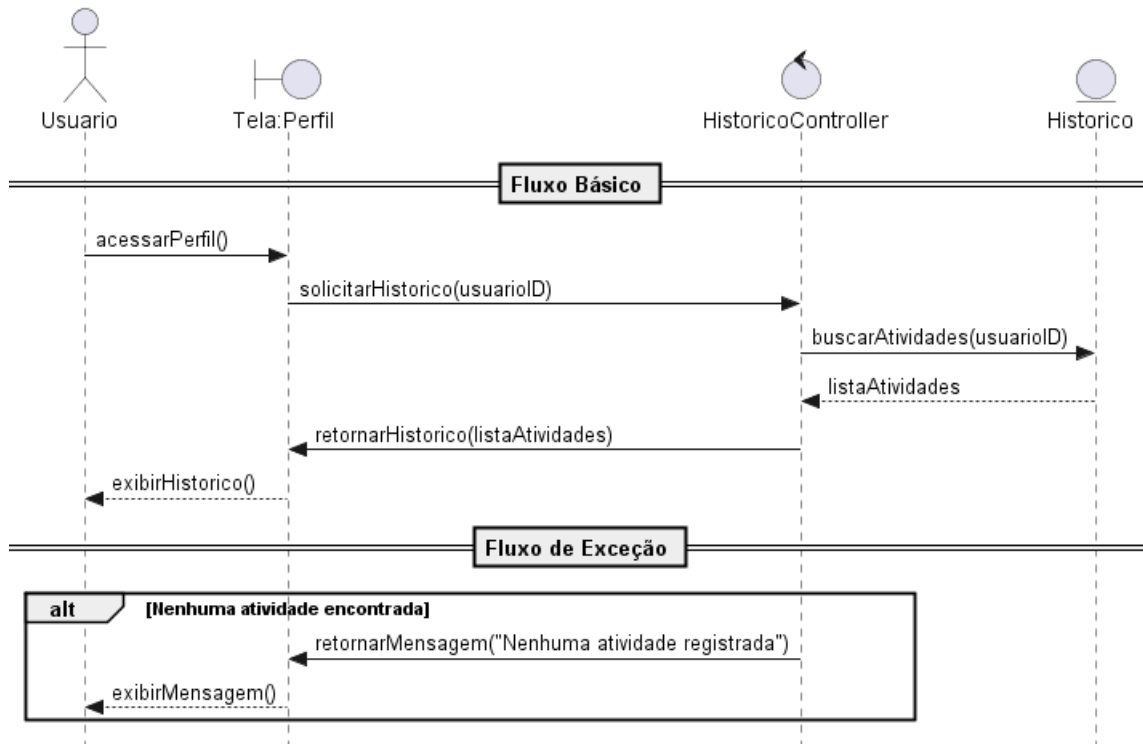 Usuario
Tela:Perfil
HistoricoController
Historico
Fluxo Básico
acessarPerfil()
solicitarHistorico(usuarioID)
buscarAtividades(usuarioID)
listaAtividades
retornarHistorico(listaAtividades)
exibirHistorico()
Fluxo de Exceção
alt [Nenhuma atividade encontrada]
retornarMensagem("Nenhuma atividade registrada")
exibirMensagem()